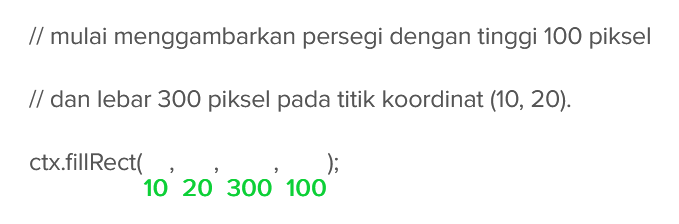 // mulai menggambarkan persegi dengan tinggi 100 piksel
// dan lebar 300 piksel pada titik koordinat (10, 20).
ctx.fillRect( , , , );
10 20 300 100